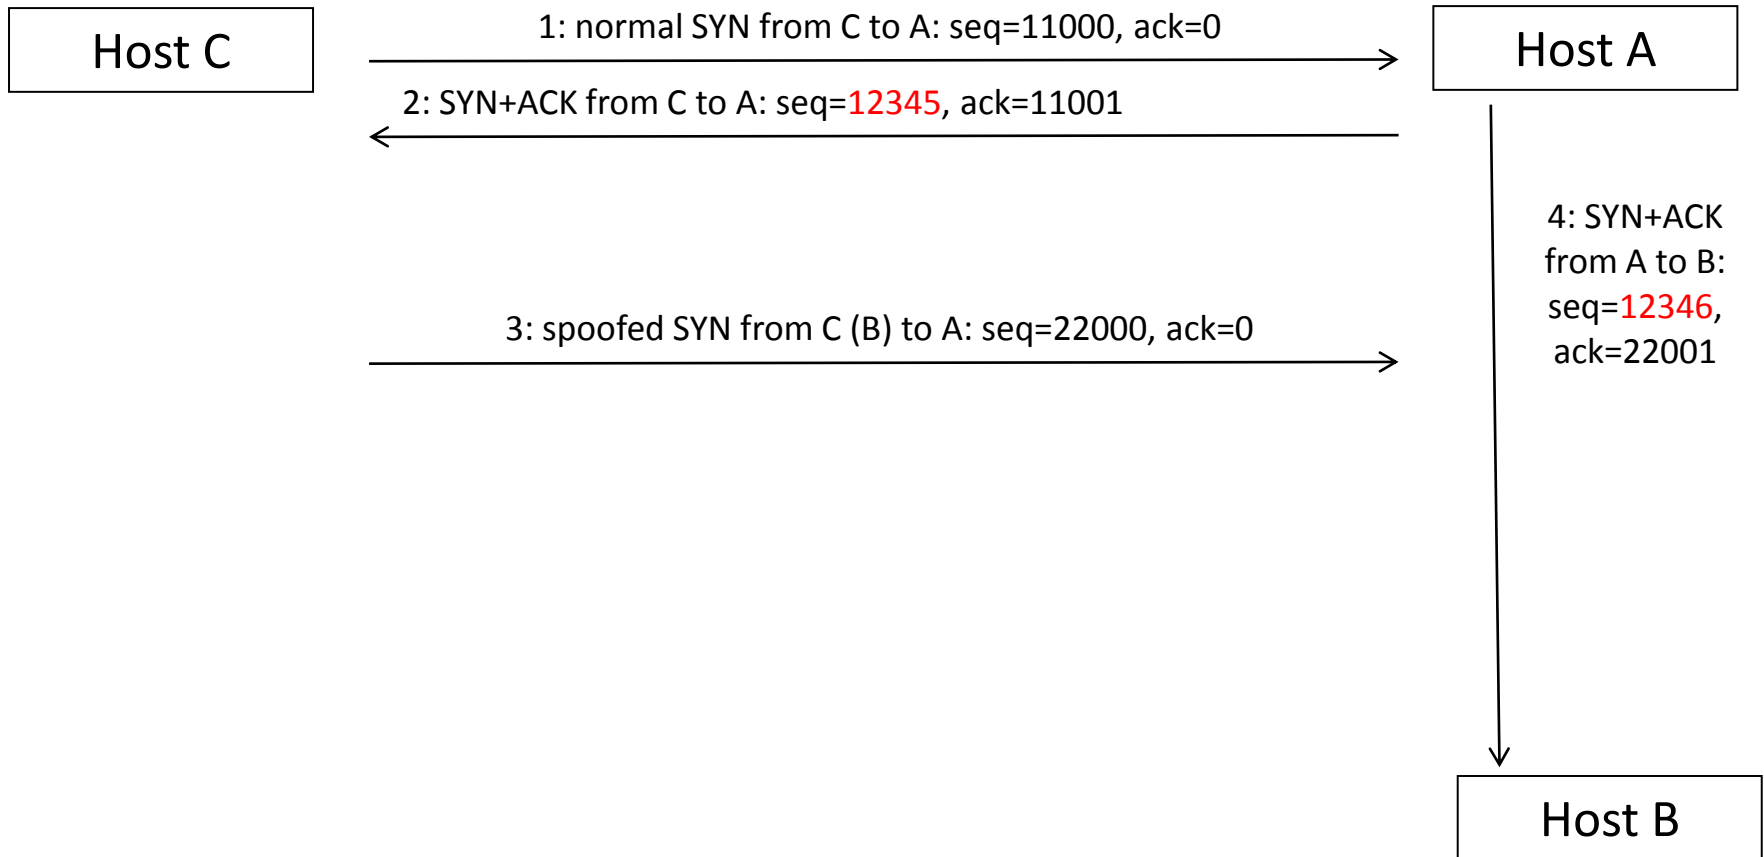 Host C
1: normal SYN from C to A: seq=11000, ack=0
Host A
2: SYN+ACK from C to A: seq=12345, ack=11001
4: SYN+ACK
from A to B:
seq=12346,
ack=22001
3: spoofed SYN from C (B) to A: seq=22000, ack=0
Host B